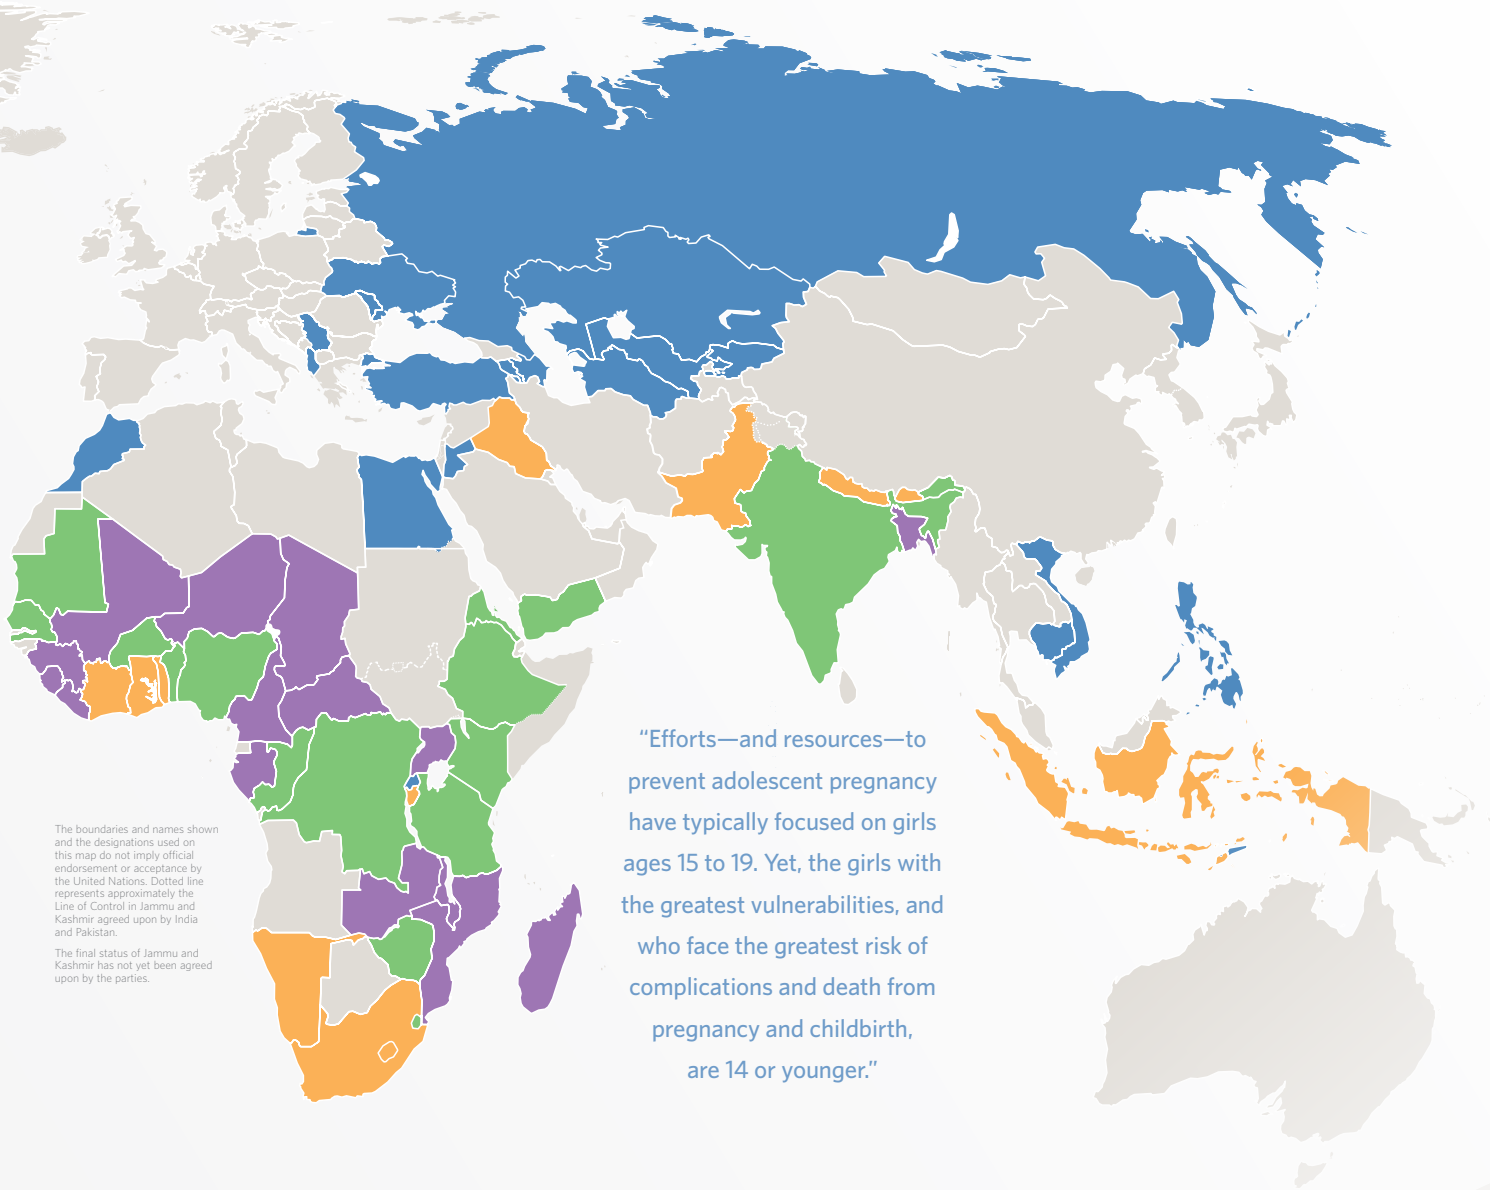 “Efforts—and resources—to
prevent adolescent pregnancy
have typically focused on girls
ages 15 to 19. Yet, the girls with
the greatest vulnerabilities, and
who face the greatest risk of
complications and death from
pregnancy and childbirth,
are 14 or younger.”
The boundaries and names shown
and the designations used on
this map do not imply official
endorsement or acceptance by
the United Nations. Dotted line
represents approximately the
Line of Control in Jammu and
Kashmir agreed upon by India
and Pakistan.
The final status of Jammu and
Kashmir has not yet been agreed
upon by the parties.